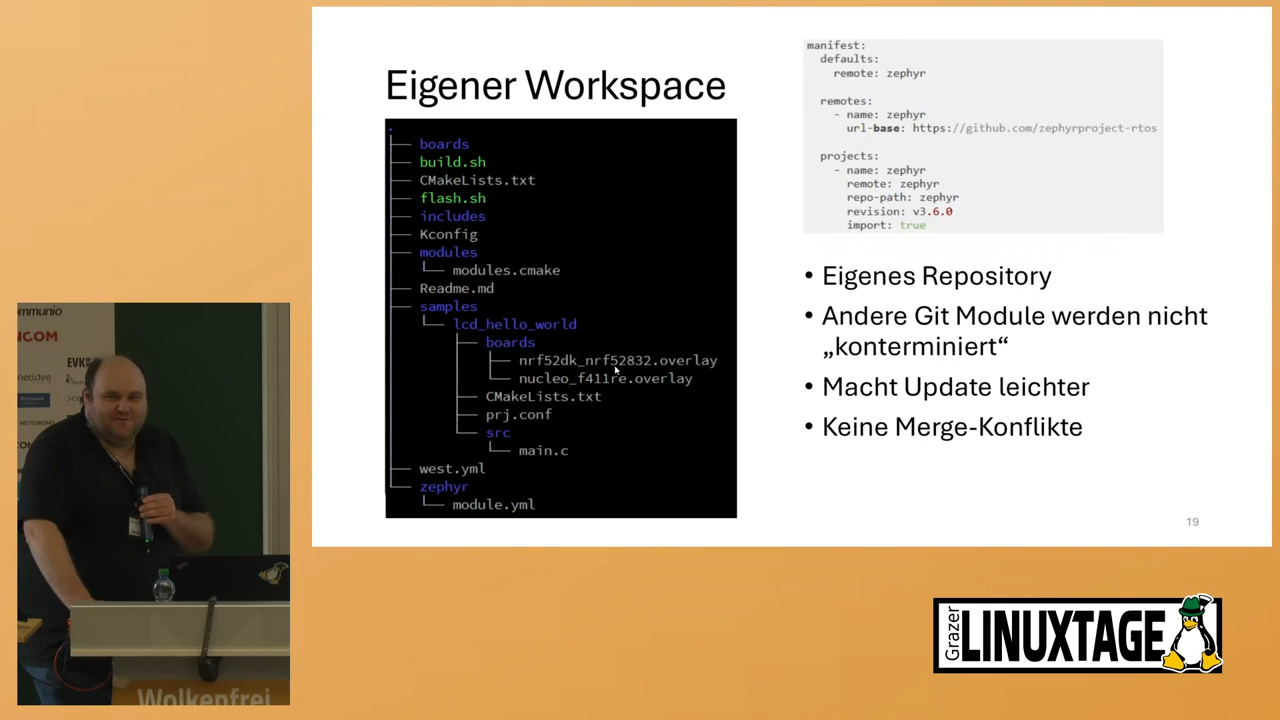 Eigener Workspace
.
├── boards
├── build.sh
├── CMakeLists.txt
├── flash.sh
├── includes
├── Kconfig
├── modules
│   └── modules.cmake
├── Readme.md
├── samples
│   └── lcd_hello_world
│       ├── boards
│       │   ├── nrf52dk_nrf52832.overlay
│       │   └── nucleo_f411re.overlay
│       ├── CMakeLists.txt
│       ├── prj.conf
│       └── src
│           └── main.c
├── west.yml
└── zephyr
    └── module.yml
manifest:
  defaults:
    remote: zephyr
  remotes:
    - name: zephyr
      url-base: https://github.com/zephyrproject-rtos
  projects:
    - name: zephyr
      remote: zephyr
      repo-path: zephyr
      revision: v3.6.0
      import: true
• Eigenes Repository
• Andere Git Module werden nicht
„konterminiert“
• Macht Update leichter
• Keine Merge-Konflikte
19
EVK
NETCONOMY
Wolkenfrei
Grazer
LINUXTAGE